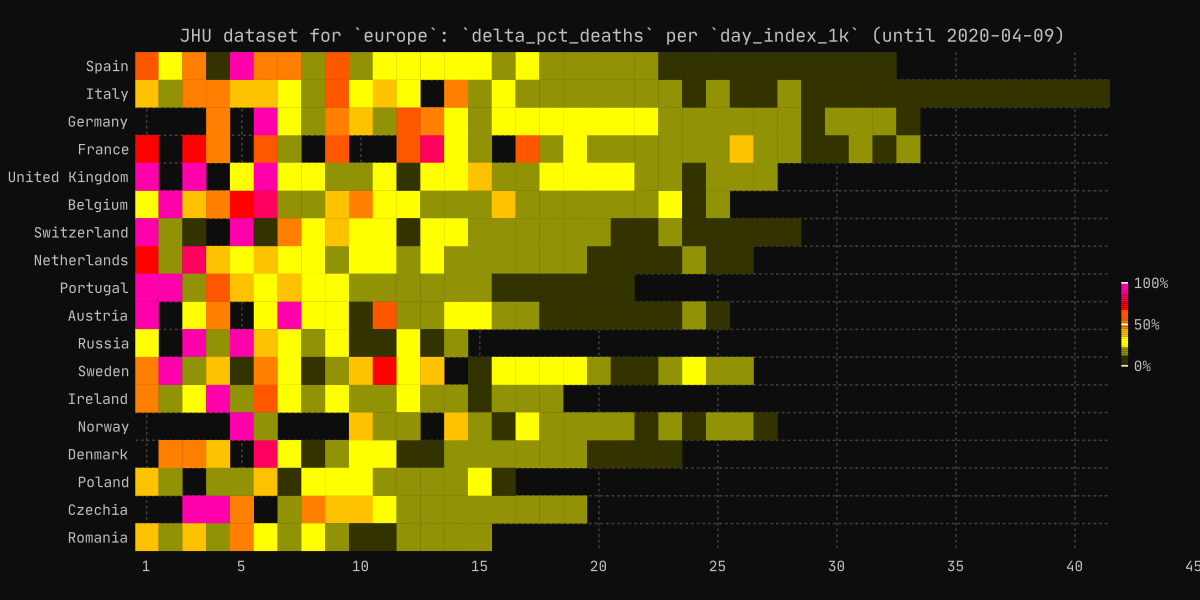 JHU dataset for `europe`: `delta_pct_deaths` per `day_index_1k` (until 2020-04-09)
Spain
Italy
Germany
France
United Kingdom
Belgium
Switzerland
Netherlands
Portugal
Austria
Russia
Sweden
Ireland
Norway
Denmark
Poland
Czechia
Romania
100%
50%
0%
1 5 10 15 20 25 30 35 40 45